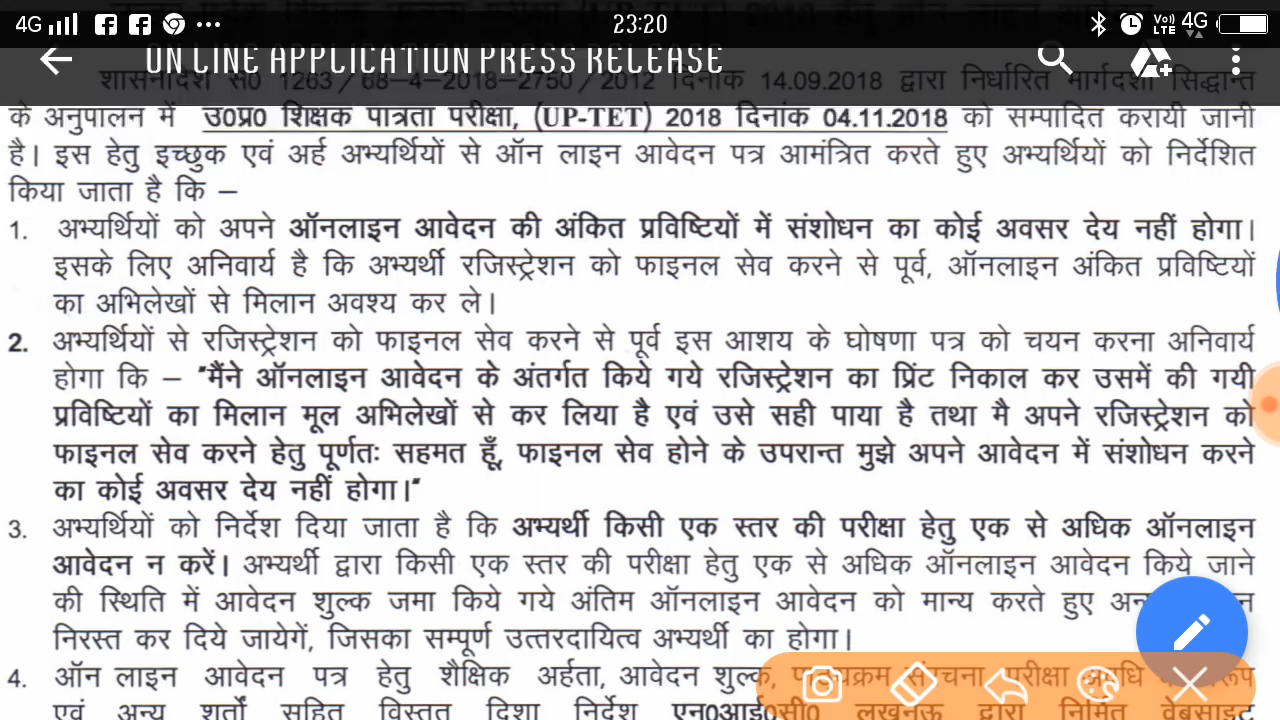 4G 23:20 VoLTE 4G
ON LINE APPLICATION PRESS RELEASE
शासनादेश सं0 1263/68-4-2018-2750/2012 दिनांक 14.09.2018 द्वारा निर्धारित मार्गदर्शी सिद्धान्त
के अनुपालन में उ0प्र0 शिक्षक पात्रता परीक्षा, (UP-TET) 2018 दिनांक 04.11.2018 को सम्पादित करायी जानी
है। इस हेतु इच्छुक एवं अर्ह अभ्यर्थियों से ऑन लाइन आवेदन पत्र आमंत्रित करते हुए अभ्यर्थियों को निर्देशित
किया जाता है कि –
1. अभ्यर्थियों को अपने ऑनलाइन आवेदन की अंकित प्रविष्टियों में संशोधन का कोई अवसर देय नहीं होगा।
इसके लिए अनिवार्य है कि अभ्यर्थी रजिस्ट्रेशन को फाइनल सेव करने से पूर्व, ऑनलाइन अंकित प्रविष्टियों
का अभिलेखों से मिलान अवश्य कर ले।
2. अभ्यर्थियों से रजिस्ट्रेशन को फाइनल सेव करने से पूर्व इस आशय के घोषणा पत्र को चयन करना अनिवार्य
होगा कि – "मैंने ऑनलाइन आवेदन के अंतर्गत किये गये रजिस्ट्रेशन का प्रिंट निकाल कर उसमें की गयी
प्रविष्टियों का मिलान मूल अभिलेखों से कर लिया है एवं उसे सही पाया है तथा मै अपने रजिस्ट्रेशन को
फाइनल सेव करने हेतु पूर्णतः सहमत हूँ, फाइनल सेव होने के उपरान्त मुझे अपने आवेदन में संशोधन करने
का कोई अवसर देय नहीं होगा।"
3. अभ्यर्थियों को निर्देश दिया जाता है कि अभ्यर्थी किसी एक स्तर की परीक्षा हेतु एक से अधिक ऑनलाइन
आवेदन न करें। अभ्यर्थी द्वारा किसी एक स्तर की परीक्षा हेतु एक से अधिक ऑनलाइन आवेदन किये जाने
की स्थिति में आवेदन शुल्क जमा किये गये अंतिम ऑनलाइन आवेदन को मान्य करते हुए
निरस्त कर दिये जायेगें, जिसका सम्पूर्ण उत्तरदायित्व अभ्यर्थी का होगा।
4. ऑन लाइन आवेदन पत्र हेतु शैक्षिक अर्हता, आवेदन शुल्क, परीक्षा
एवं अन्य शर्तों सहित विस्तृत दिशा निर्देश एन0आई0सी0 लखनऊ द्वारा निर्मित वेबसाइट